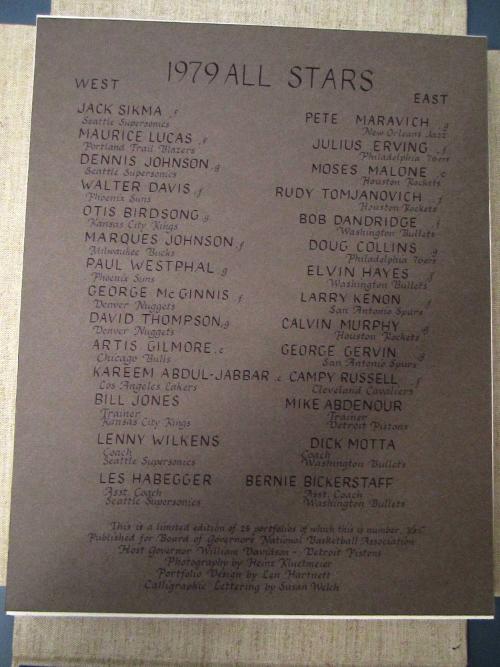 1979 ALL STARS
WEST
JACK SIKMA, f
Seattle Supersonics
MAURICE LUCAS, f
Portland Trail Blazers
DENNIS JOHNSON, g
Seattle Supersonics
WALTER DAVIS, f
Phoenix Suns
OTIS BIRDSONG, g
Kansas City Kings
MARQUES JOHNSON, f
Milwaukee Bucks
PAUL WESTPHAL, g
Phoenix Suns
GEORGE McGINNIS, f
Denver Nuggets
DAVID THOMPSON, g
Denver Nuggets
ARTIS GILMORE, c
Chicago Bulls
KAREEM ABDUL-JABBAR, c
Los Angeles Lakers
BILL JONES
Trainer
Kansas City Kings
LENNY WILKENS
Coach
Seattle Supersonics
LES HABEGGER
Asst. Coach
Seattle Supersonics
EAST
PETE MARAVICH, g
New Orleans Jazz
JULIUS ERVING, f
Philadelphia 76ers
MOSES MALONE, c
Houston Rockets
RUDY TOMJANOVICH, f
Houston Rockets
BOB DANDRIDGE, f
Washington Bullets
DOUG COLLINS, g
Philadelphia 76ers
ELVIN HAYES, f
Washington Bullets
LARRY KENON, f
San Antonio Spurs
CALVIN MURPHY, g
Houston Rockets
GEORGE GERVIN, g
San Antonio Spurs
CAMPY RUSSELL, f
Cleveland Cavaliers
MIKE ABDENOUR
Trainer
Detroit Pistons
DICK MOTTA
Coach
Washington Bullets
BERNIE BICKERSTAFF
Asst. Coach
Washington Bullets
This is a limited edition of 25 portfolios of which this is number
Published for Board of Governors National Basketball Association
Host Governor William Davidson - Detroit Pistons
Photography by Heinz Kluetmeier
Portfolio Design by Len Hartnett
Calligraphic Lettering by Susan Welch